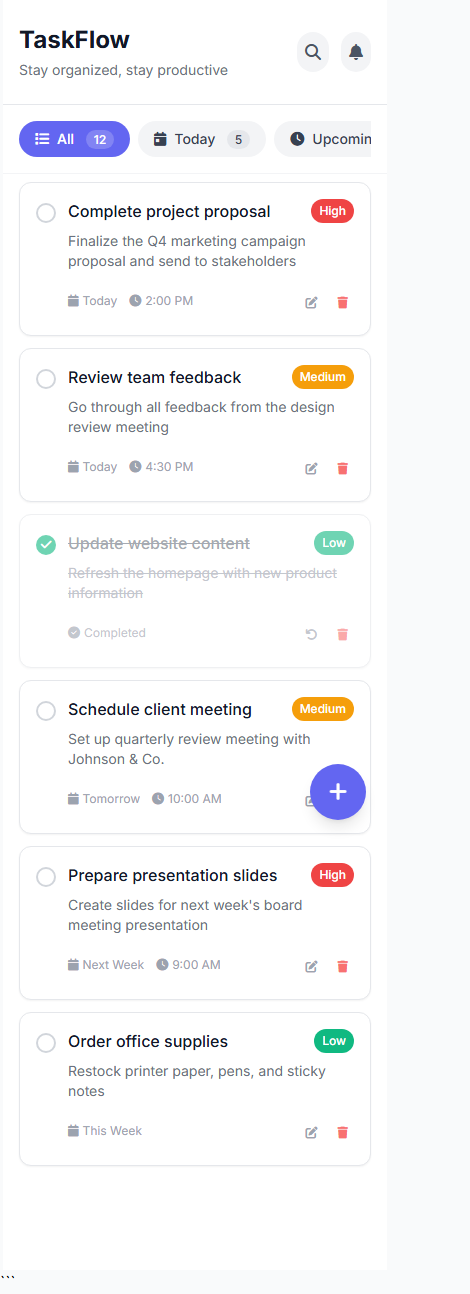 TaskFlow
Stay organized, stay productive
All 12 Today 5 Upcomin
Complete project proposal High
Finalize the Q4 marketing campaign
proposal and send to stakeholders
Today 2:00 PM
Review team feedback Medium
Go through all feedback from the design
review meeting
Today 4:30 PM
Update website content Low
Refresh the homepage with new product
information
Completed
Schedule client meeting Medium
Set up quarterly review meeting with
Johnson & Co.
Tomorrow 10:00 AM
Prepare presentation slides High
Create slides for next week's board
meeting presentation
Next Week 9:00 AM
Order office supplies Low
Restock printer paper, pens, and sticky
notes
This Week
```